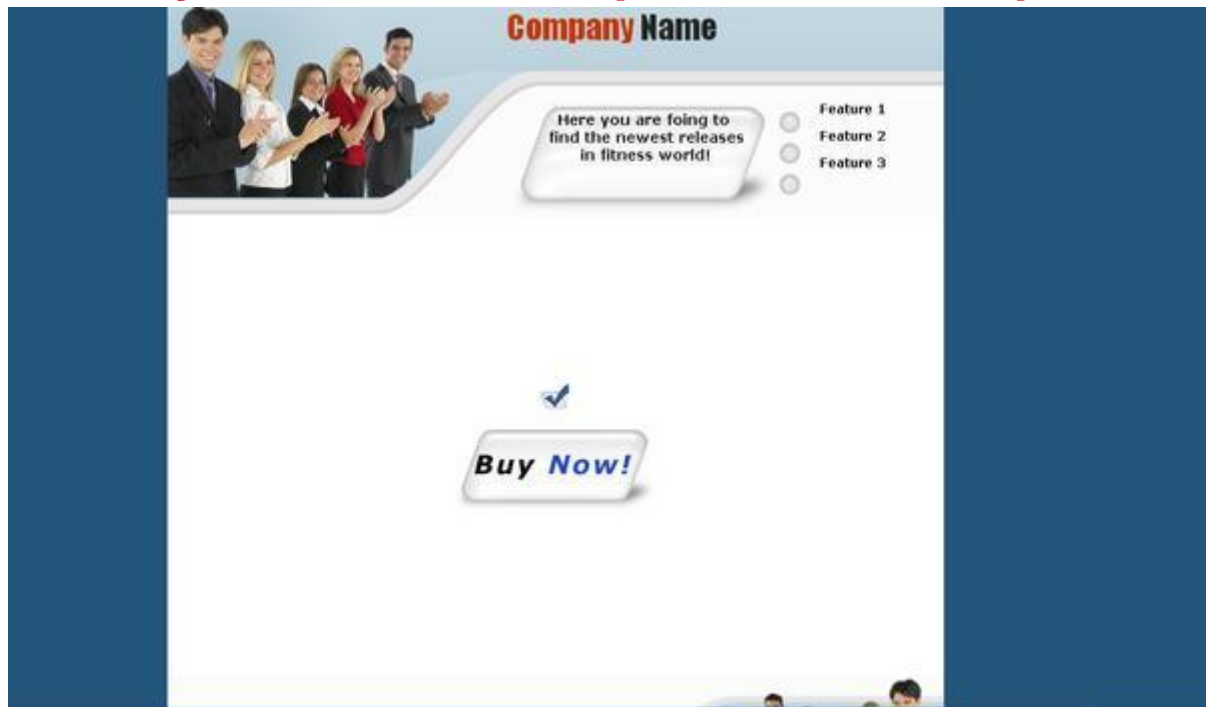 Company Name
Here you are foing to
find the newest releases
in fitness world!
Feature 1
Feature 2
Feature 3
Buy Now!